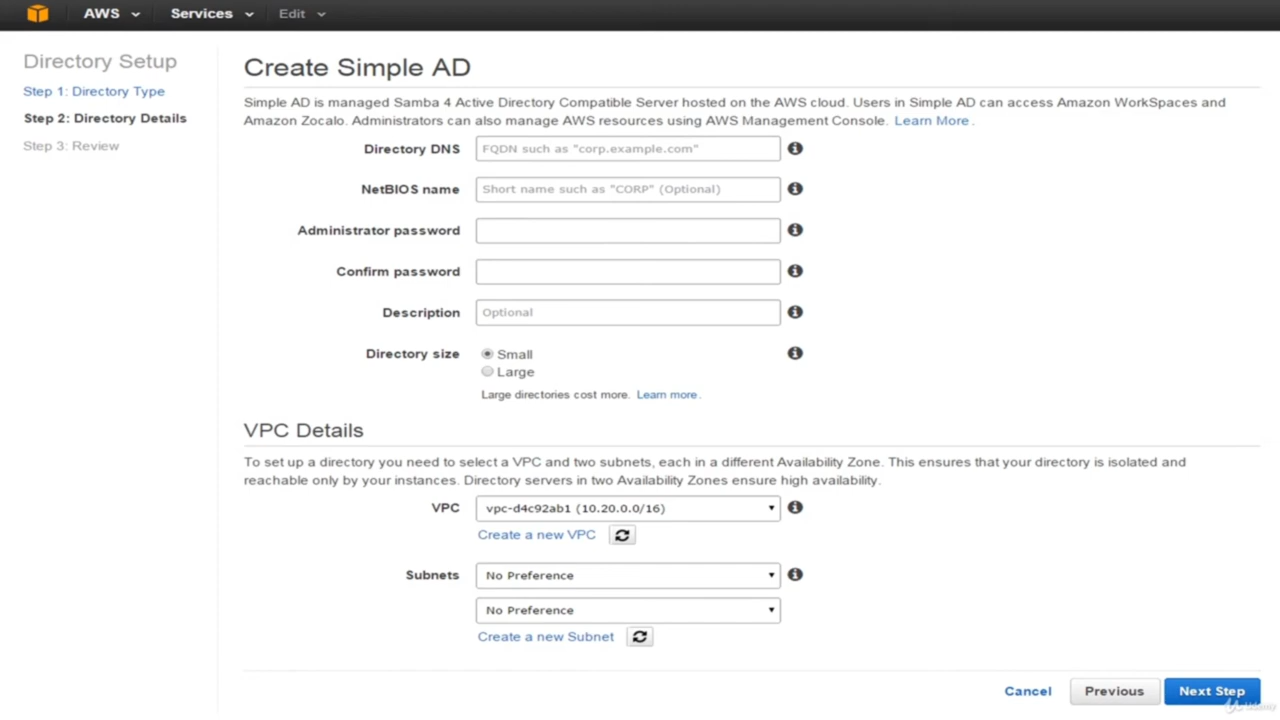 AWS Services Edit
Directory Setup
Step 1: Directory Type
Step 2: Directory Details
Step 3: Review
Create Simple AD
Simple AD is managed Samba 4 Active Directory Compatible Server hosted on the AWS cloud. Users in Simple AD can access Amazon WorkSpaces and
Amazon Zocalo. Administrators can also manage AWS resources using AWS Management Console. Learn More.
Directory DNS FQDN such as "corp.example.com"
NetBIOS name Short name such as "CORP" (Optional)
Administrator password
Confirm password
Description Optional
Directory size Small
Large
Large directories cost more. Learn more.
VPC Details
To set up a directory you need to select a VPC and two subnets, each in a different Availability Zone. This ensures that your directory is isolated and
reachable only by your instances. Directory servers in two Availability Zones ensure high availability.
VPC vpc-d4c92ab1 (10.20.0.0/16)
Create a new VPC
Subnets No Preference
No Preference
Create a new Subnet
Cancel Previous Next Step
Udemy